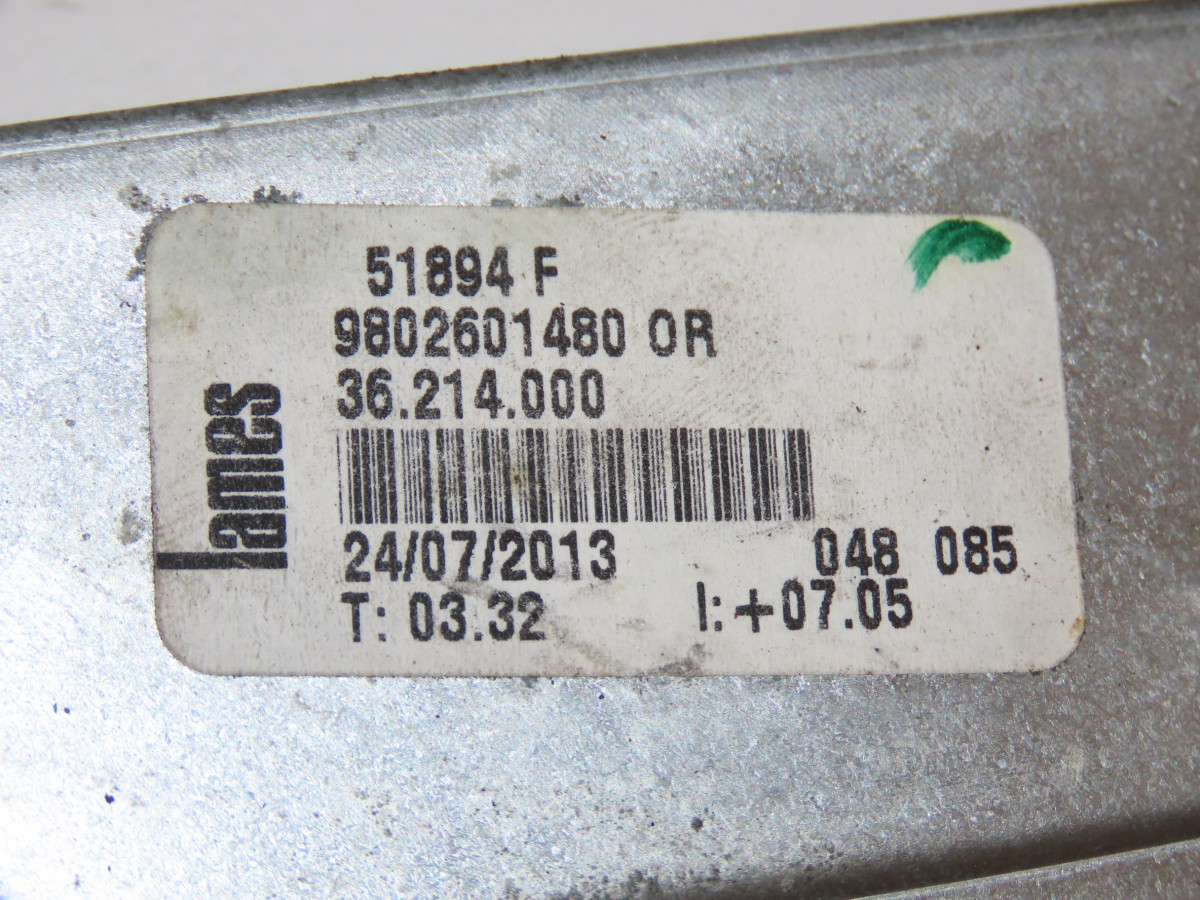 51894 F
9802601480 OR
36.214.000
lames
24/07/2013 048 085
T: 03.32 I: +07.05